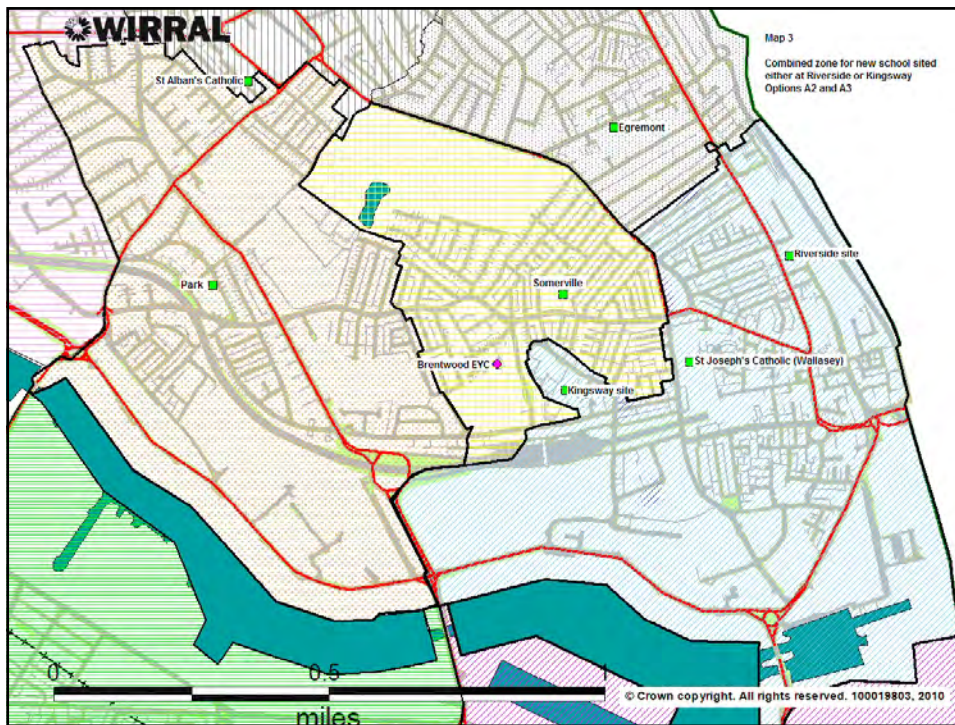 WIRRAL
Map 3
Combined zone for new school sited
either at Riverside or Kingsway
Options A2 and A3
St Alban's Catholic
Egremont
Riverside site
Park
Somerville
Brentwood EYC
St Joseph's Catholic (Wallasey)
Kingsway site
0 0.5 1
miles
© Crown copyright. All rights reserved. 100019803, 2010